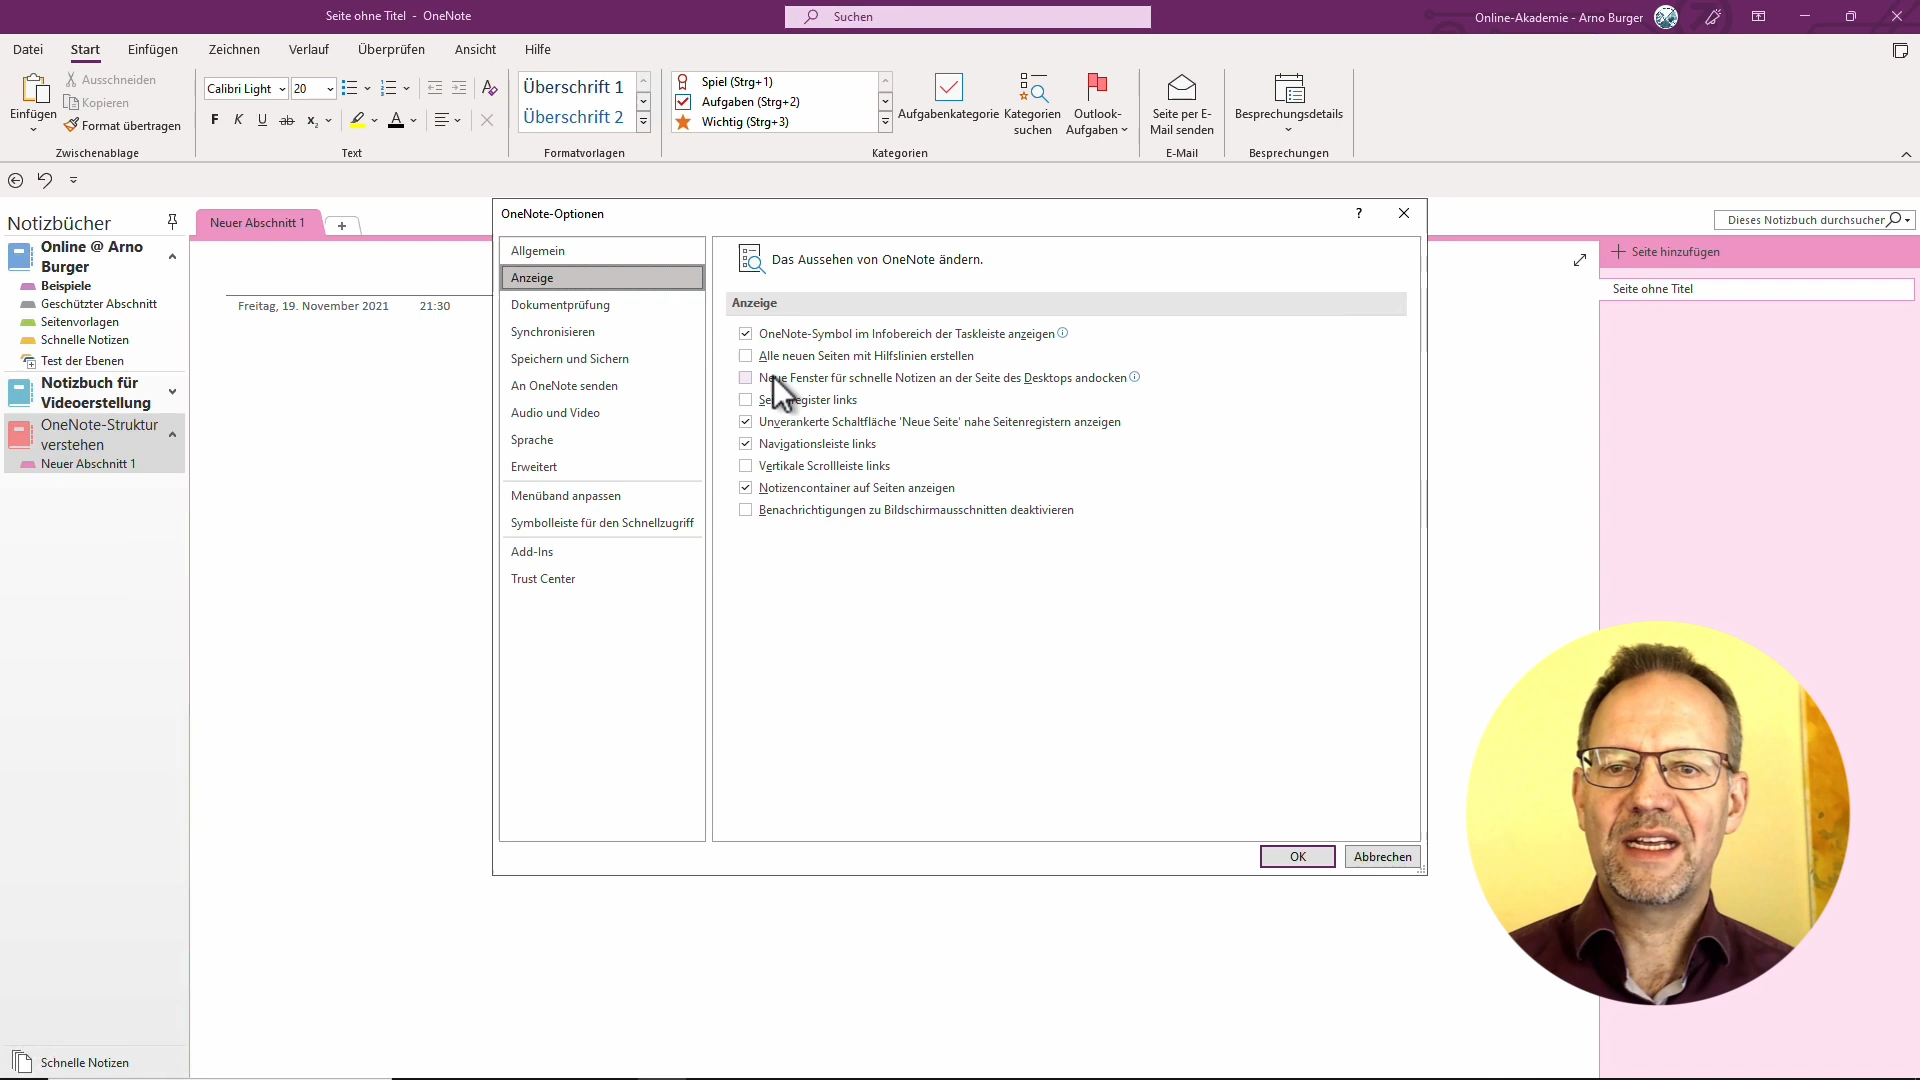 Seite ohne Titel - OneNote
Suchen
Online-Akademie - Arno Burger
Datei
Start
Einfügen
Zeichnen
Verlauf
Überprüfen
Ansicht
Hilfe
Einfügen
Ausschneiden
Kopieren
Format übertragen
Zwischenablage
Calibri Light
20
F K U ab x₂ A
Text
Überschrift 1
Überschrift 2
Formatvorlagen
Spiel (Strg+1)
Aufgaben (Strg+2)
Wichtig (Strg+3)
Aufgabenkategorie
Kategorien
suchen
Outlook-
Aufgaben
Kategorien
Seite per E-
Mail senden
E-Mail
Besprechungsdetails
Besprechungen
Notizbücher
Online @ Arno
Burger
Beispiele
Geschützter Abschnitt
Seitenvorlagen
Schnelle Notizen
Test der Ebenen
Notizbuch für
Videoerstellung
OneNote-Struktur
verstehen
Neuer Abschnitt 1
Schnelle Notizen
Neuer Abschnitt 1
Freitag, 19. November 2021 21:30
OneNote-Optionen
?
Allgemein
Anzeige
Dokumentprüfung
Synchronisieren
Speichern und Sichern
An OneNote senden
Audio und Video
Sprache
Erweitert
Menüband anpassen
Symbolleiste für den Schnellzugriff
Add-Ins
Trust Center
Das Aussehen von OneNote ändern.
Anzeige
OneNote-Symbol im Infobereich der Taskleiste anzeigen
Alle neuen Seiten mit Hilfslinien erstellen
Neue Fenster für schnelle Notizen an der Seite des Desktops andocken
links
Unverankerte Schaltfläche 'Neue Seite' nahe Seitenregistern anzeigen
Navigationsleiste links
Vertikale Scrollleiste links
Notizencontainer auf Seiten anzeigen
Benachrichtigungen zu Bildschirmausschnitten deaktivieren
OK
Abbrechen
Dieses Notizbuch durchsuchen
Seite hinzufügen
Seite ohne Titel